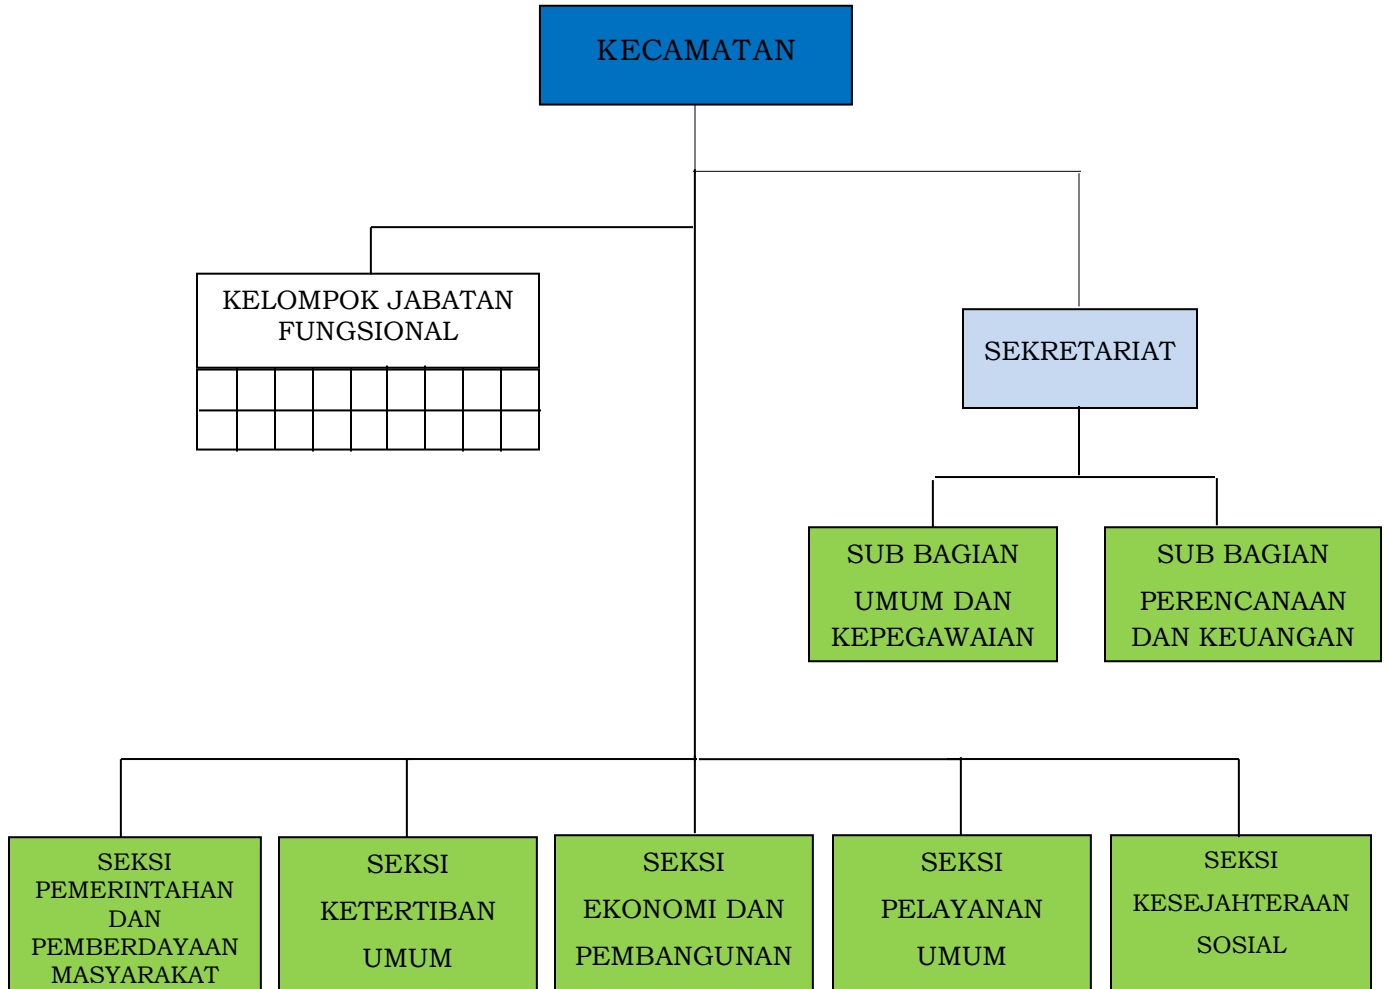 KECAMATAN
KELOMPOK JABATAN
FUNGSIONAL
SEKRETARIAT
SUB BAGIAN
UMUM DAN
KEPEGAWAIAN
SUB BAGIAN
PERENCANAAN
DAN KEUANGAN
SEKSI
PEMERINTAHAN
DAN
PEMBERDAYAAN
MASYARAKAT
SEKSI
KETERTIBAN
UMUM
SEKSI
EKONOMI DAN
PEMBANGUNAN
SEKSI
PELAYANAN
UMUM
SEKSI
KESEJAHTERAAN
SOSIAL